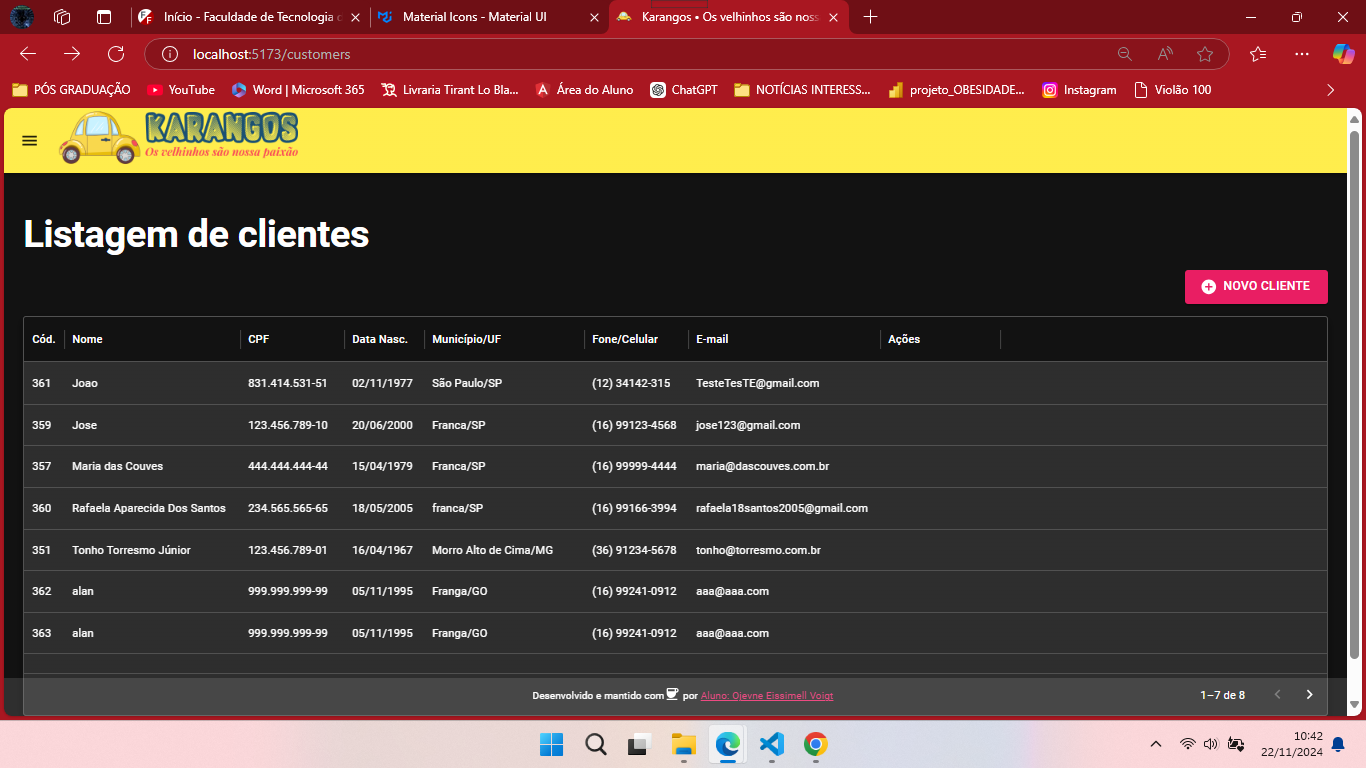 Início - Faculdade de Tecnologia
Material Icons - Material UI
Karangos • Os velhinhos são noss
localhost:5173/customers
PÓS GRADUAÇÃO
YouTube
Word | Microsoft 365
Livraria Tirant Lo Bla...
Área do Aluno
ChatGPT
NOTÍCIAS INTERESS...
projeto_OBESIDADE...
Instagram
Violão 100
KARANGOS
Os velhinhos são nossa paixão
Listagem de clientes
NOVO CLIENTE
Cód. Nome CPF Data Nasc. Município/UF Fone/Celular E-mail Ações
361 Joao 831.414.531-51 02/11/1977 São Paulo/SP (12) 34142-315 TesteTesTE@gmail.com
359 Jose 123.456.789-10 20/06/2000 Franca/SP (16) 99123-4568 jose123@gmail.com
357 Maria das Couves 444.444.444-44 15/04/1979 Franca/SP (16) 99999-4444 maria@dascouves.com.br
360 Rafaela Aparecida Dos Santos 234.565.565-65 18/05/2005 franca/SP (16) 99166-3994 rafaela18santos2005@gmail.com
351 Tonho Torresmo Júnior 123.456.789-01 16/04/1967 Morro Alto de Cima/MG (36) 91234-5678 tonho@torresmo.com.br
362 alan 999.999.999-99 05/11/1995 Franga/GO (16) 99241-0912 aaa@aaa.com
363 alan 999.999.999-99 05/11/1995 Franga/GO (16) 99241-0912 aaa@aaa.com
Desenvolvido e mantido com por Aluno: Ojevne Eissimell Voigt
1–7 de 8
10:42
22/11/2024